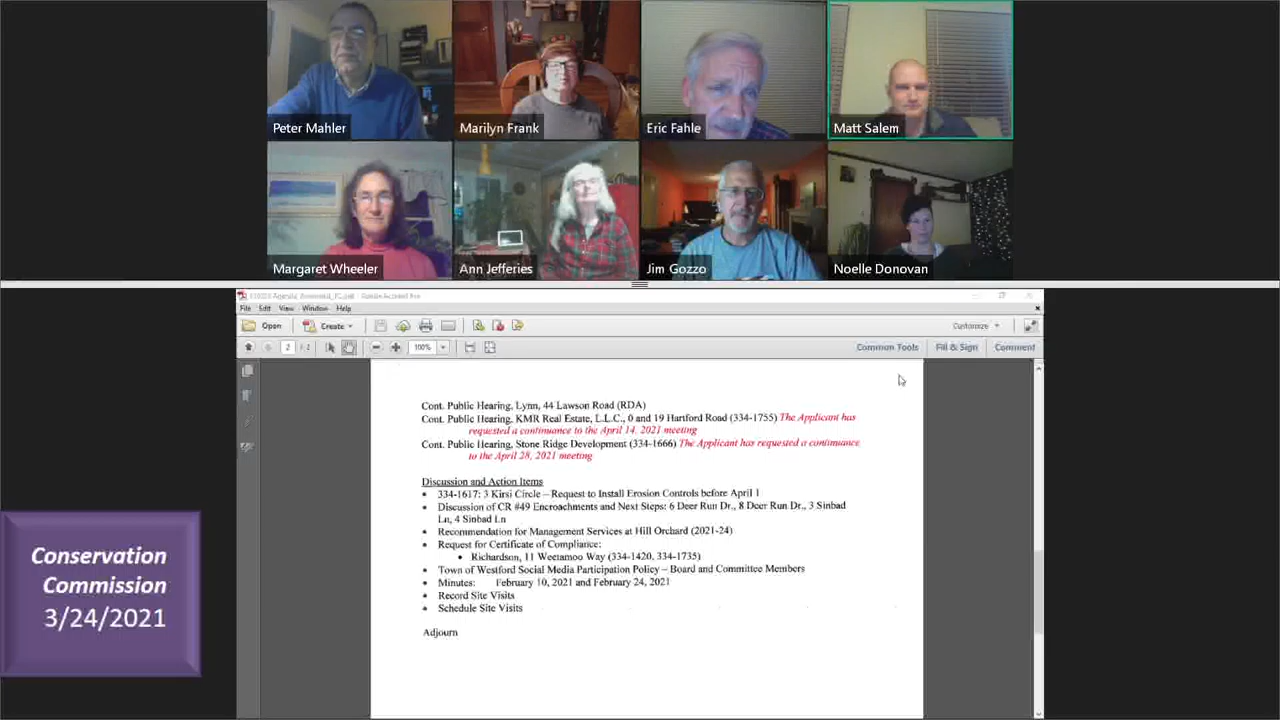 Peter Mahler
Marilyn Frank
Eric Fahle
Matt Salem
Margaret Wheeler
Ann Jefferies
Jim Gozzo
Noelle Donovan
File Edit View Window Help
Open Create Customize
2 / 2 100% Common Tools Fill & Sign Comment
Cont. Public Hearing, Lynn, 44 Lawson Road (RDA)
Cont. Public Hearing, KMR Real Estate, L.L.C., 0 and 19 Hartford Road (334-1755) The Applicant has
requested a continuance to the April 14, 2021 meeting
Cont. Public Hearing, Stone Ridge Development (334-1666) The Applicant has requested a continuance
to the April 28, 2021 meeting
Discussion and Action Items
• 334-1617: 3 Kirsi Circle – Request to Install Erosion Controls before April 1
• Discussion of CR #49 Encroachments and Next Steps: 6 Deer Run Dr., 8 Deer Run Dr., 3 Sinbad
Ln, 4 Sinbad Ln
• Recommendation for Management Services at Hill Orchard (2021-24)
• Request for Certificate of Compliance:
• Richardson, 11 Weetamoo Way (334-1420, 334-1735)
• Town of Westford Social Media Participation Policy – Board and Committee Members
• Minutes: February 10, 2021 and February 24, 2021
• Record Site Visits
• Schedule Site Visits
Adjourn
Conservation
Commission
3/24/2021